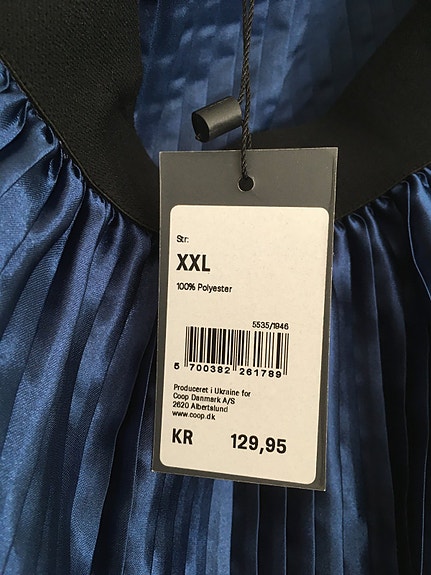 Str:
XXL
100% Polyester
5535/1946
5 700382 261789
Produceret i Ukraine for
Coop Danmark A/S
2620 Albertslund
www.coop.dk
KR 129,95